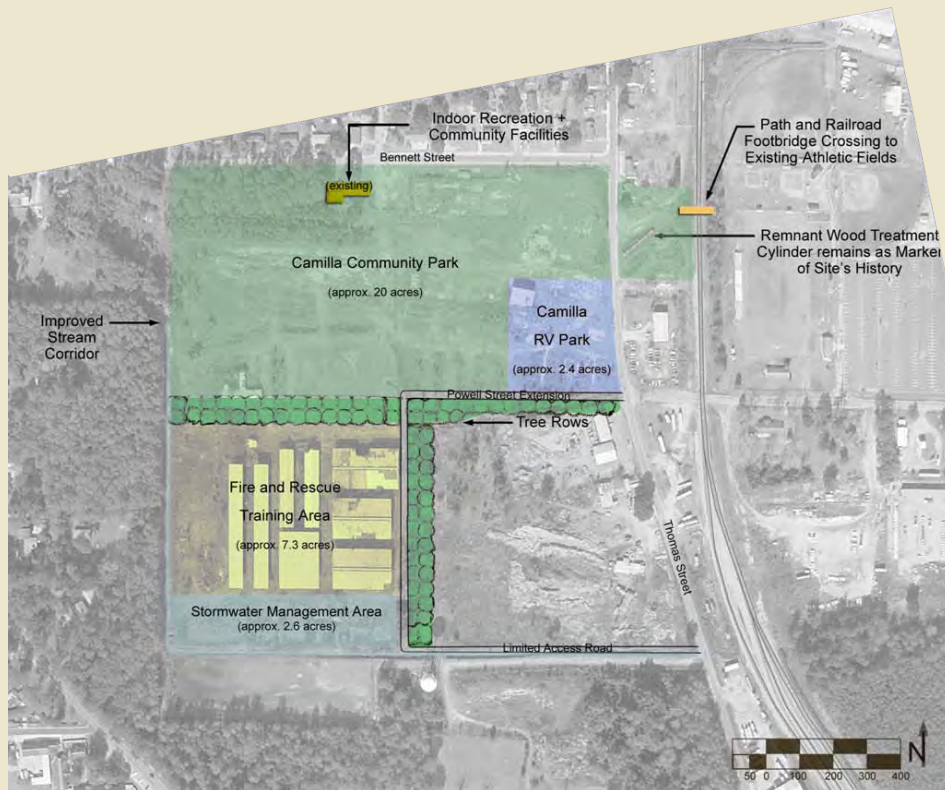 Indoor Recreation +
Community Facilities
Bennett Street
(existing)
Path and Railroad
Footbridge Crossing to
Existing Athletic Fields
Remnant Wood Treatment
Cylinder remains as Marker
of Site's History
Camilla Community Park
(approx. 20 acres)
Improved
Stream
Corridor
Camilla
RV Park
(approx. 2.4 acres)
Powell Street Extension
Tree Rows
Fire and Rescue
Training Area
(approx. 7.3 acres)
Thomas Street
Stormwater Management Area
(approx. 2.6 acres)
Limited Access Road
50 0 100 200 300 400
N